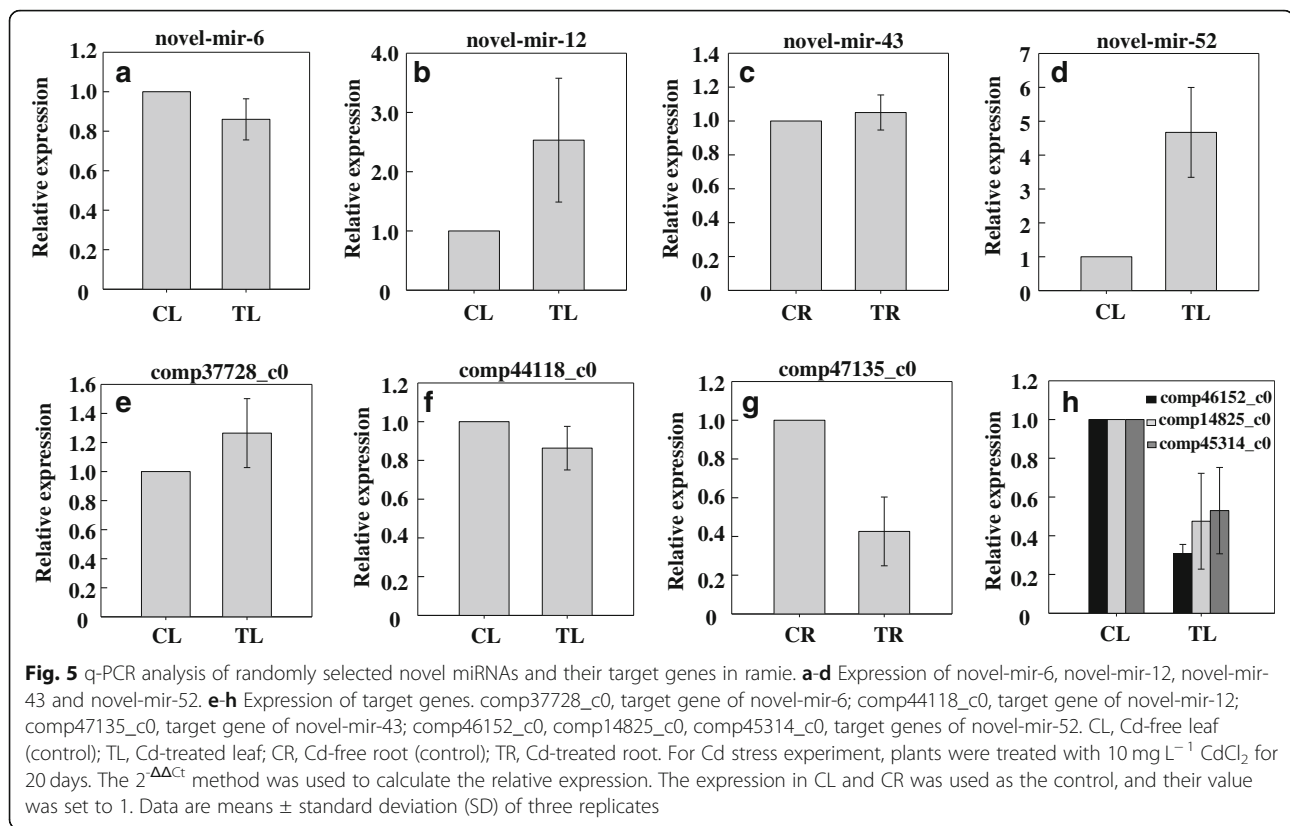 novel-mir-6
novel-mir-12
novel-mir-43
novel-mir-52
a
Relative expression
1.2
1.0
0.8
0.6
0.4
0.2
0
CL TL
b
Relative expression
4.0
3.0
2.0
1.0
0
CL TL
c
Relative expression
1.4
1.2
1.0
0.8
0.6
0.4
0.2
0
CR TR
d
Relative expression
7
6
5
4
3
2
1
0
CL TL
comp37728_c0
comp44118_c0
comp47135_c0
e
Relative expression
1.6
1.4
1.2
1.0
0.8
0.6
0.4
0.2
0
CL TL
f
Relative expression
1.2
1.0
0.8
0.6
0.4
0.2
0
CL TL
g
Relative expression
1.2
1.0
0.8
0.6
0.4
0.2
0
CR TR
h
comp46152_c0
comp14825_c0
comp45314_c0
Relative expression
1.2
1.0
0.8
0.6
0.4
0.2
0
CL TL
Fig. 5 q-PCR analysis of randomly selected novel miRNAs and their target genes in ramie. a-d Expression of novel-mir-6, novel-mir-12, novel-mir-
43 and novel-mir-52. e-h Expression of target genes. comp37728_c0, target gene of novel-mir-6; comp44118_c0, target gene of novel-mir-12;
comp47135_c0, target gene of novel-mir-43; comp46152_c0, comp14825_c0, comp45314_c0, target genes of novel-mir-52. CL, Cd-free leaf
(control); TL, Cd-treated leaf; CR, Cd-free root (control); TR, Cd-treated root. For Cd stress experiment, plants were treated with 10 mg L⁻¹ CdCl₂ for
20 days. The 2⁻ΔΔCt method was used to calculate the relative expression. The expression in CL and CR was used as the control, and their value
was set to 1. Data are means ± standard deviation (SD) of three replicates